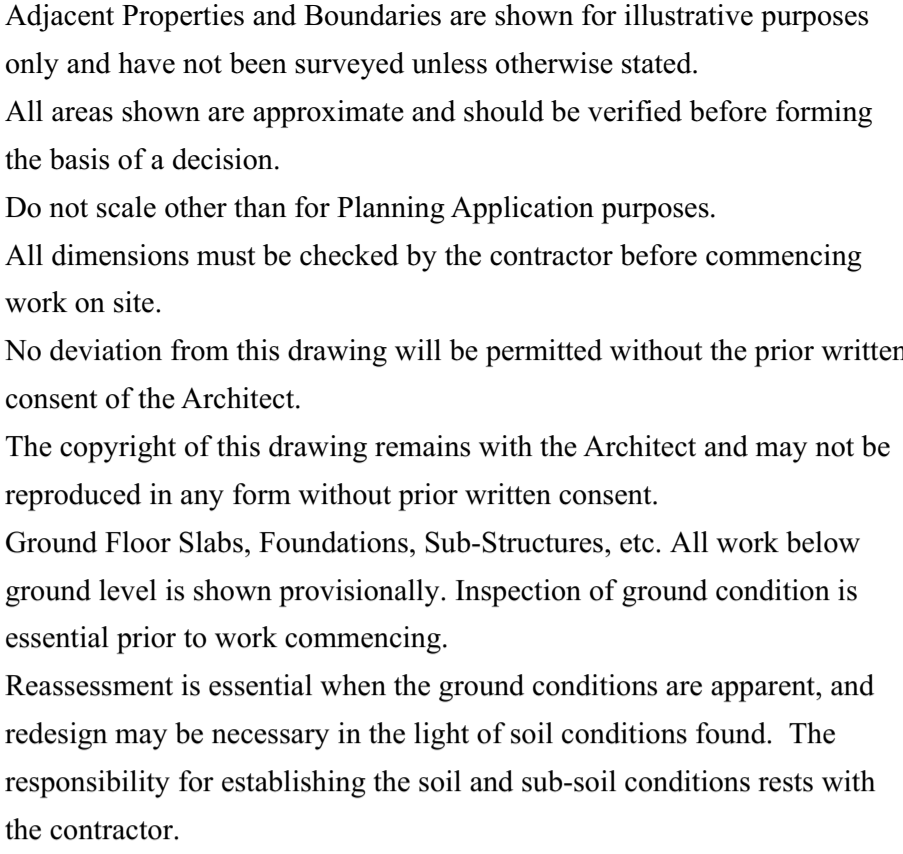 Adjacent Properties and Boundaries are shown for illustrative purposes
only and have not been surveyed unless otherwise stated.
All areas shown are approximate and should be verified before forming
the basis of a decision.
Do not scale other than for Planning Application purposes.
All dimensions must be checked by the contractor before commencing
work on site.
No deviation from this drawing will be permitted without the prior written
consent of the Architect.
The copyright of this drawing remains with the Architect and may not be
reproduced in any form without prior written consent.
Ground Floor Slabs, Foundations, Sub-Structures, etc. All work below
ground level is shown provisionally. Inspection of ground condition is
essential prior to work commencing.
Reassessment is essential when the ground conditions are apparent, and
redesign may be necessary in the light of soil conditions found.  The
responsibility for establishing the soil and sub-soil conditions rests with
the contractor.